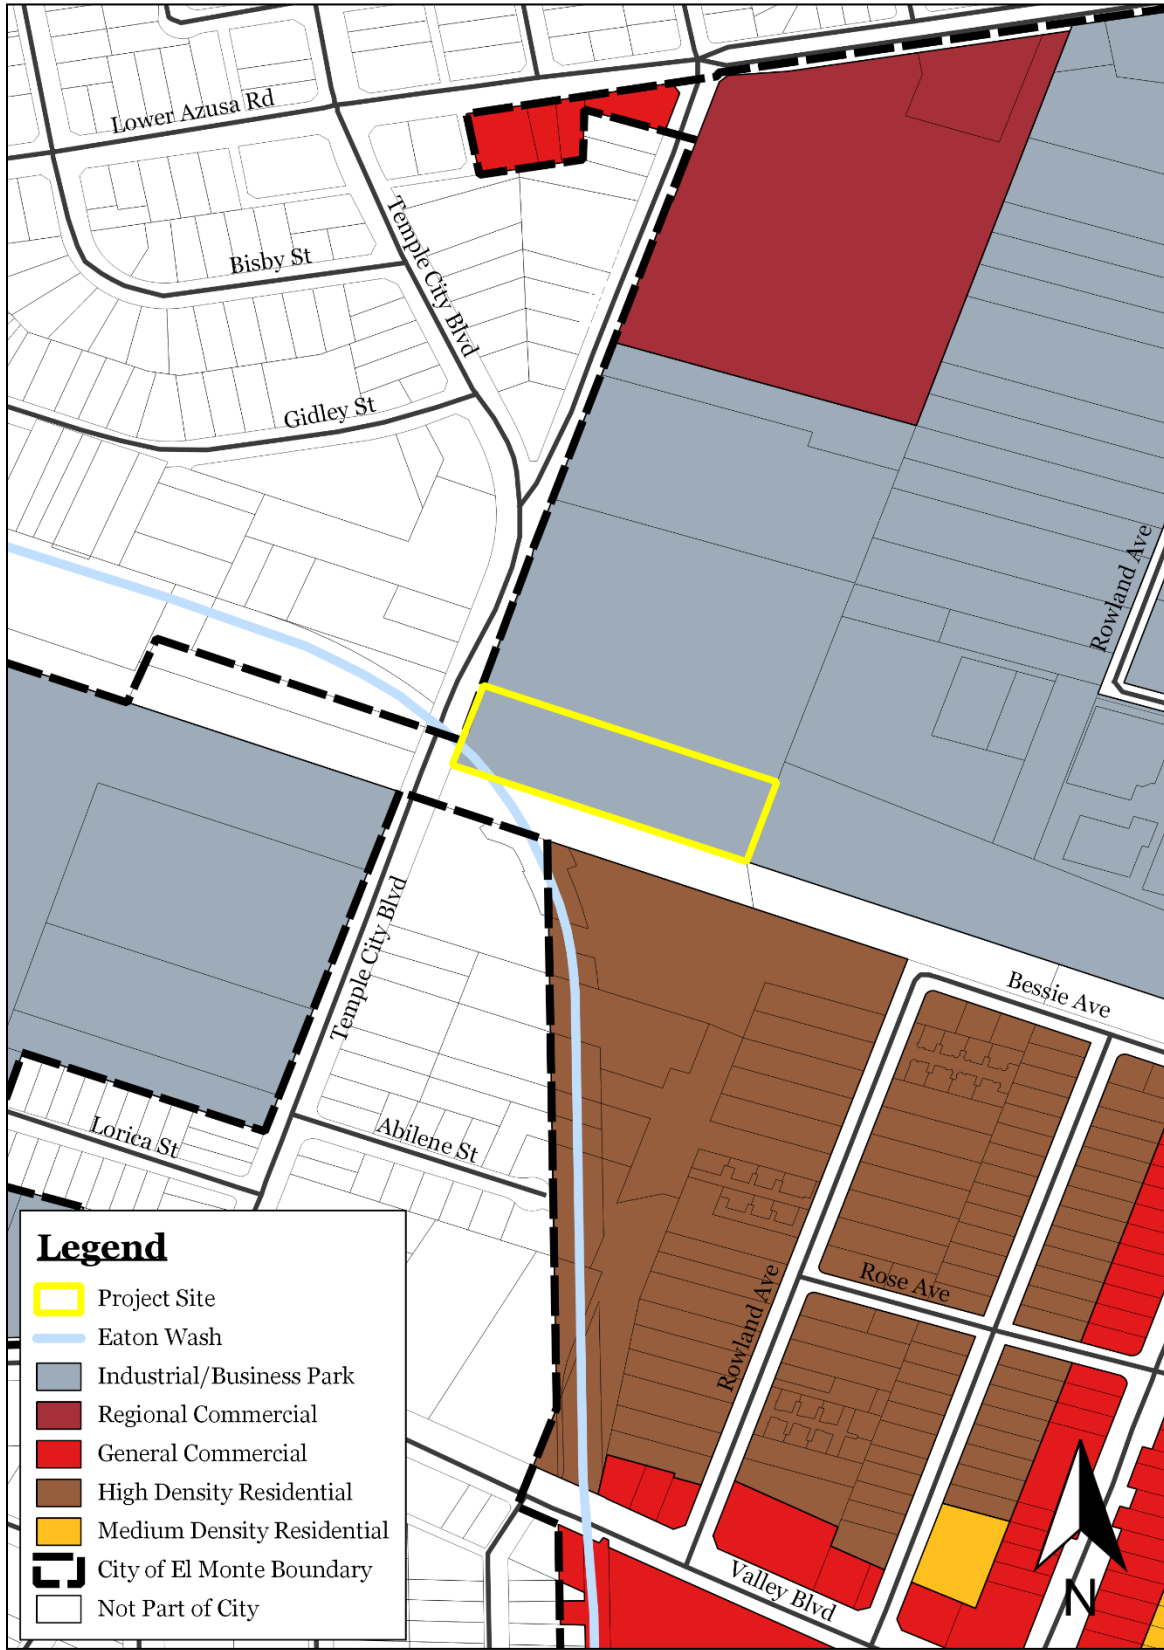 Lower Azusa Rd
Temple City Blvd
Bisby St
Gidley St
Rowland Ave
Temple City Blvd
Bessie Ave
Lorica St
Abilene St
Rose Ave
Rowland Ave
Valley Blvd
N
Legend
Project Site
Eaton Wash
Industrial/Business Park
Regional Commercial
General Commercial
High Density Residential
Medium Density Residential
City of El Monte Boundary
Not Part of City